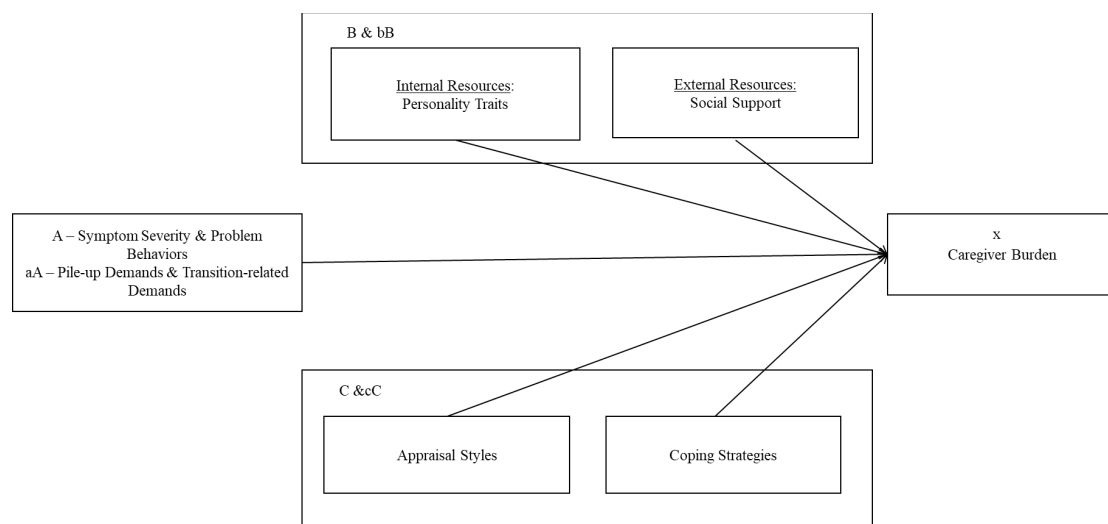 B & bB
Internal Resources:
Personality Traits
External Resources:
Social Support
A – Symptom Severity & Problem
Behaviors
aA – Pile-up Demands & Transition-related
Demands
x
Caregiver Burden
C &cC
Appraisal Styles
Coping Strategies